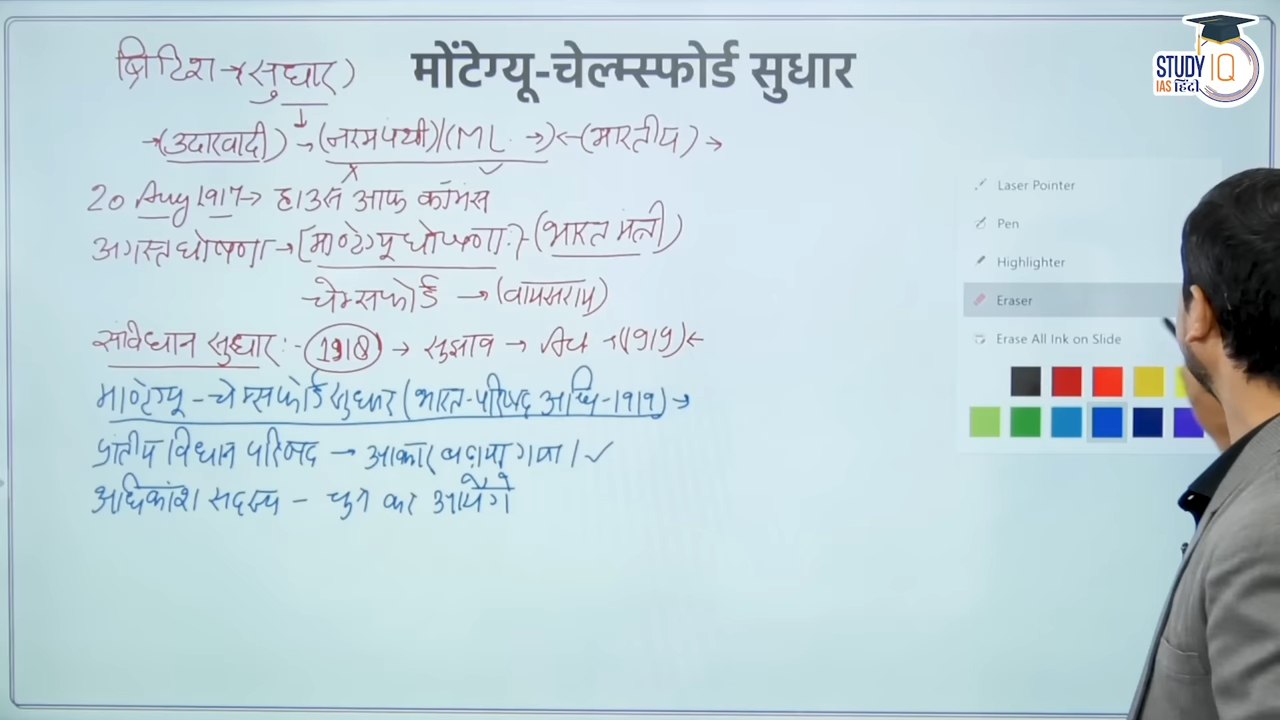 मोंटेग्यू-चेल्म्स्फोर्ड सुधार
STUDY IQ
IAS हिंदी
ब्रिटिश → सुधार)
→(उदारवादी) → (नरमपंथी)/(ML →)←(भारतीय) →
20 Aug 1917→ हाउस आफ कॉमंस
अगस्त घोषणा → [माण्टेग्यू घोषणा:}- (भारत मंत्री)
चेम्सफोर्ड → (वायसराय)
संविधान सुधार :- 1918 → सुझाव → Act → (1919)←
माण्टेग्यू - चेम्सफोर्ड सुधार (भारत-परिषद अधि-1919)→
प्रांतीय विधान परिषद → आकार बढ़ाया गया। ✓
अधिकांश सदस्य - चुन कर आयेंगे
Laser Pointer
Pen
Highlighter
Eraser
Erase All Ink on Slide